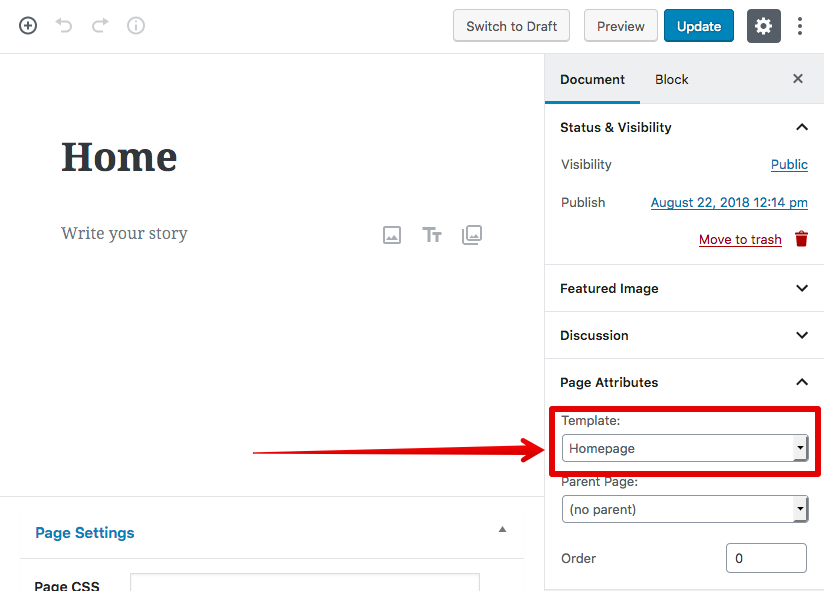 Switch to Draft Preview Update
Document Block
Status & Visibility
Visibility Public
Publish August 22, 2018 12:14 pm
Move to trash
Featured Image
Discussion
Page Attributes
Template:
Homepage
Parent Page:
(no parent)
Order 0
Home
Write your story
Page Settings
Page CSS